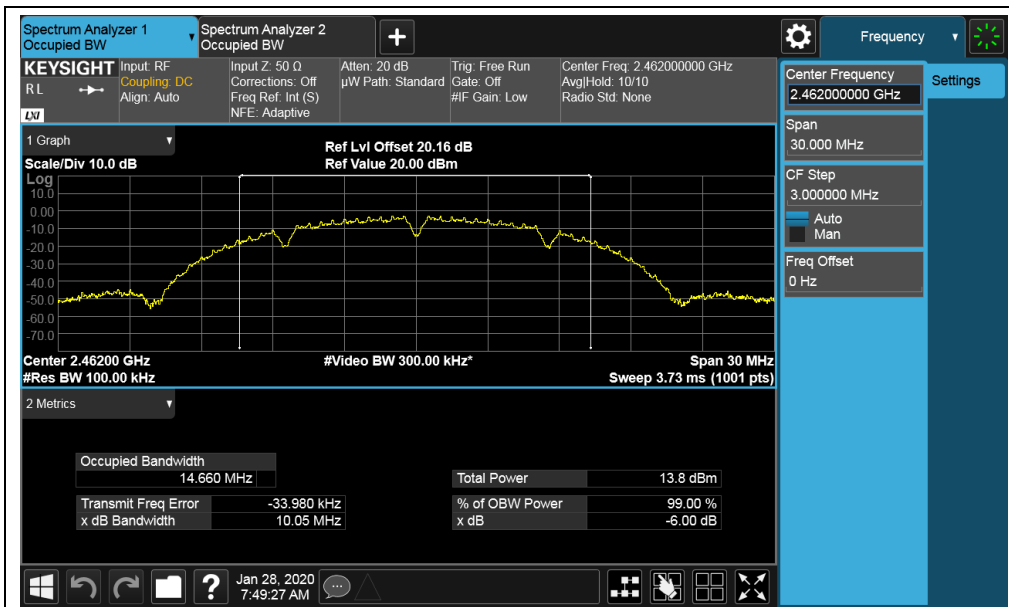 Spectrum Analyzer 1
Occupied BW
Spectrum Analyzer 2
Occupied BW
Frequency
KEYSIGHT
RL
LXI
Input: RF
Coupling: DC
Align: Auto
Input Z: 50 Ω
Corrections: Off
Freq Ref: Int (S)
NFE: Adaptive
Atten: 20 dB
µW Path: Standard
Trig: Free Run
Gate: Off
#IF Gain: Low
Center Freq: 2.462000000 GHz
Avg|Hold: 10/10
Radio Std: None
Center Frequency
2.462000000 GHz
Settings
Span
30.000 MHz
CF Step
3.000000 MHz
Auto
Man
Freq Offset
0 Hz
1 Graph
Scale/Div 10.0 dB
Ref Lvl Offset 20.16 dB
Ref Value 20.00 dBm
Log
10.0
0.00
-10.0
-20.0
-30.0
-40.0
-50.0
-60.0
-70.0
Center 2.46200 GHz
#Res BW 100.00 kHz
#Video BW 300.00 kHz*
Span 30 MHz
Sweep 3.73 ms (1001 pts)
2 Metrics
Occupied Bandwidth
14.660 MHz
Total Power 13.8 dBm
Transmit Freq Error -33.980 kHz
% of OBW Power 99.00 %
x dB Bandwidth 10.05 MHz
x dB -6.00 dB
?
Jan 28, 2020
7:49:27 AM